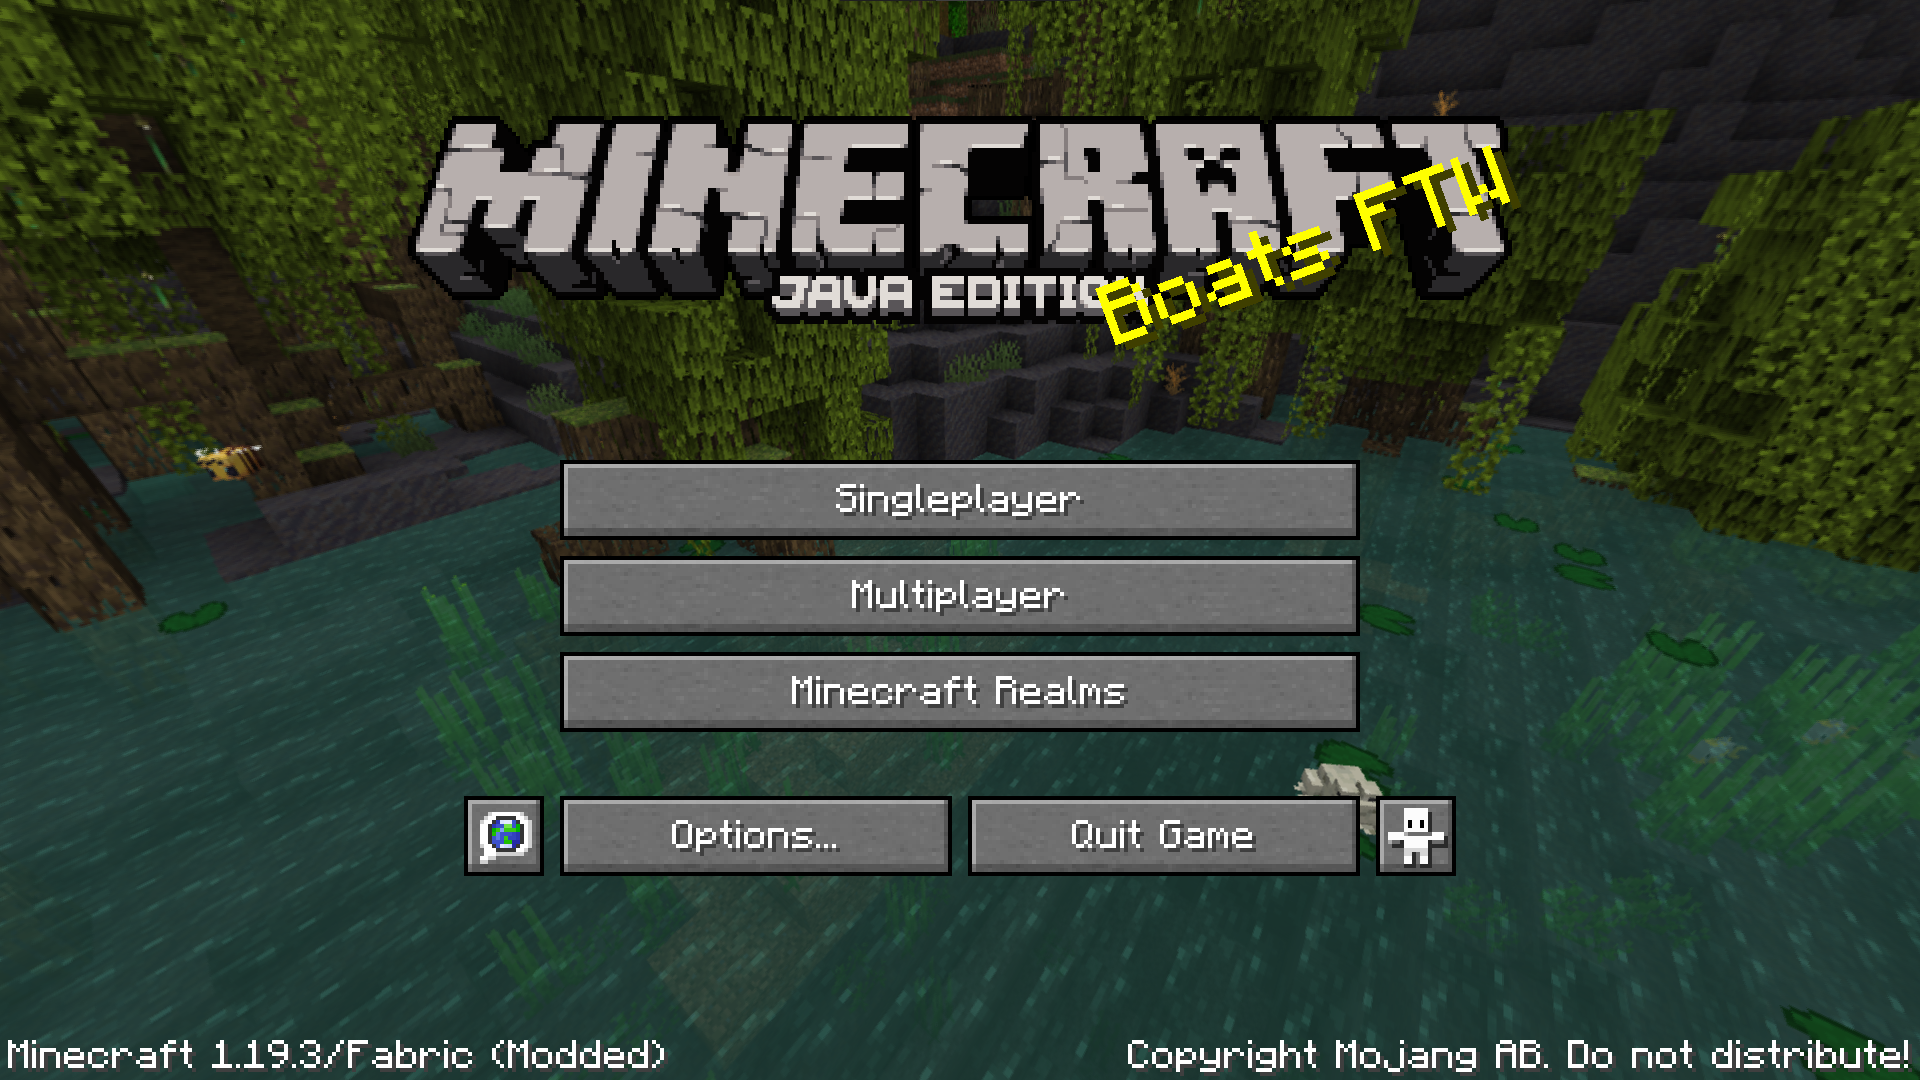 MINECRAFT
JAVA EDITION
Boats FTW
Singleplayer
Multiplayer
Minecraft Realms
Options...
Quit Game
Minecraft 1.19.3/Fabric (Modded)
Copyright Mojang AB. Do not distribute!